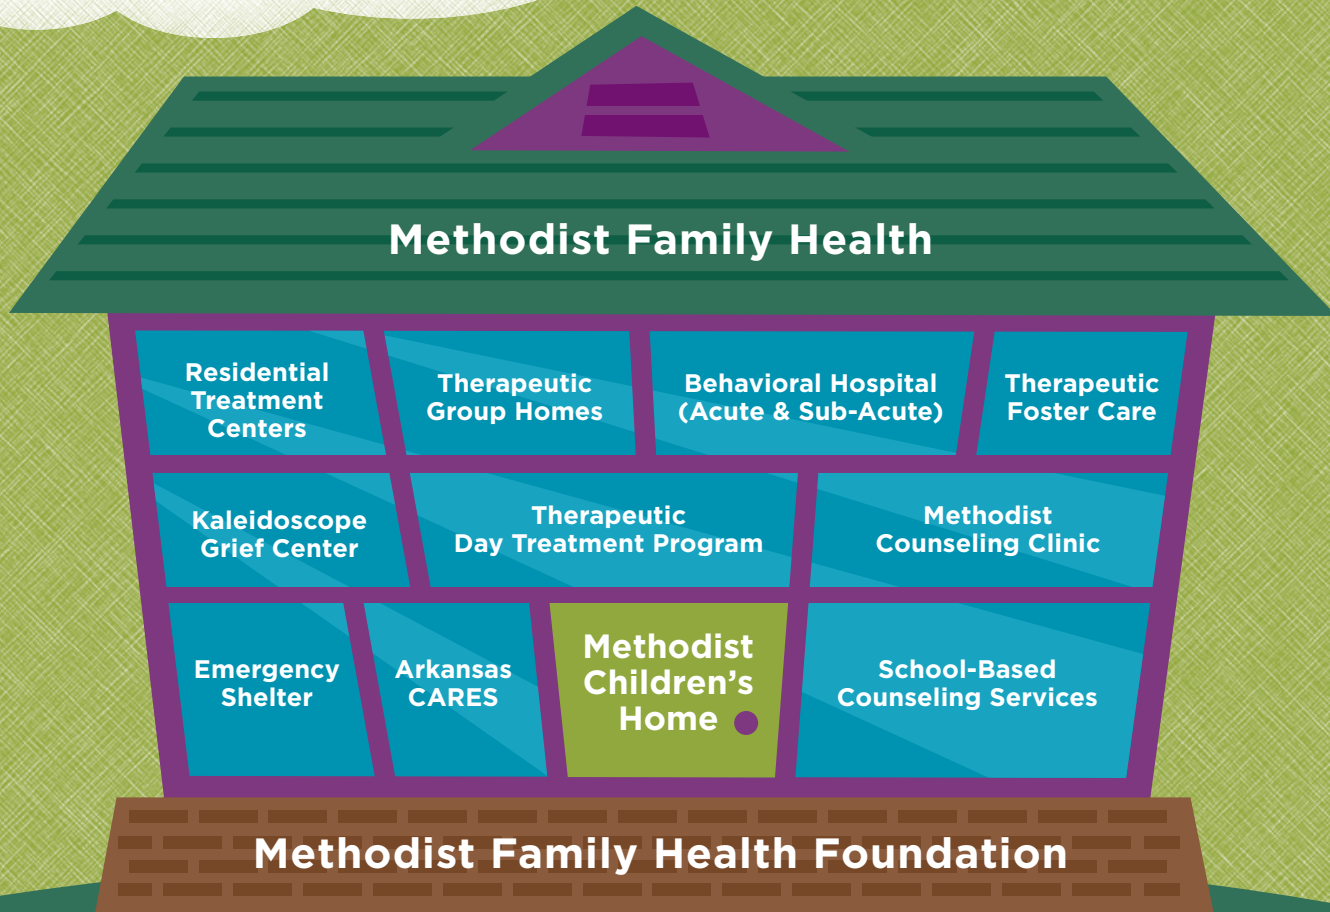 Methodist Family Health
Residential
Treatment
Centers
Therapeutic
Group Homes
Behavioral Hospital
(Acute & Sub-Acute)
Therapeutic
Foster Care
Kaleidoscope
Grief Center
Therapeutic
Day Treatment Program
Methodist
Counseling Clinic
Emergency
Shelter
Arkansas
CARES
Methodist
Children’s
Home
School-Based
Counseling Services
Methodist Family Health Foundation